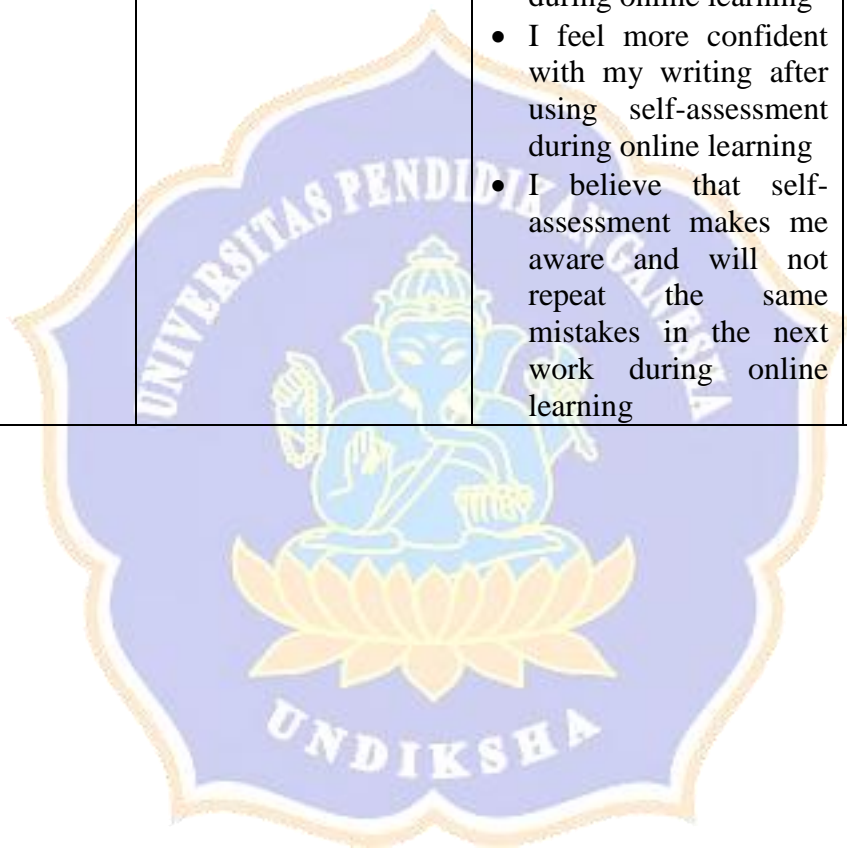 during online learning
• I feel more confident
with my writing after
using self-assessment
during online learning
• I believe that self-
assessment makes me
aware and will not
repeat the same
mistakes in the next
work during online
learning
UNIVERSITAS PENDIDIKAN GANESHA
UNDIKSHA